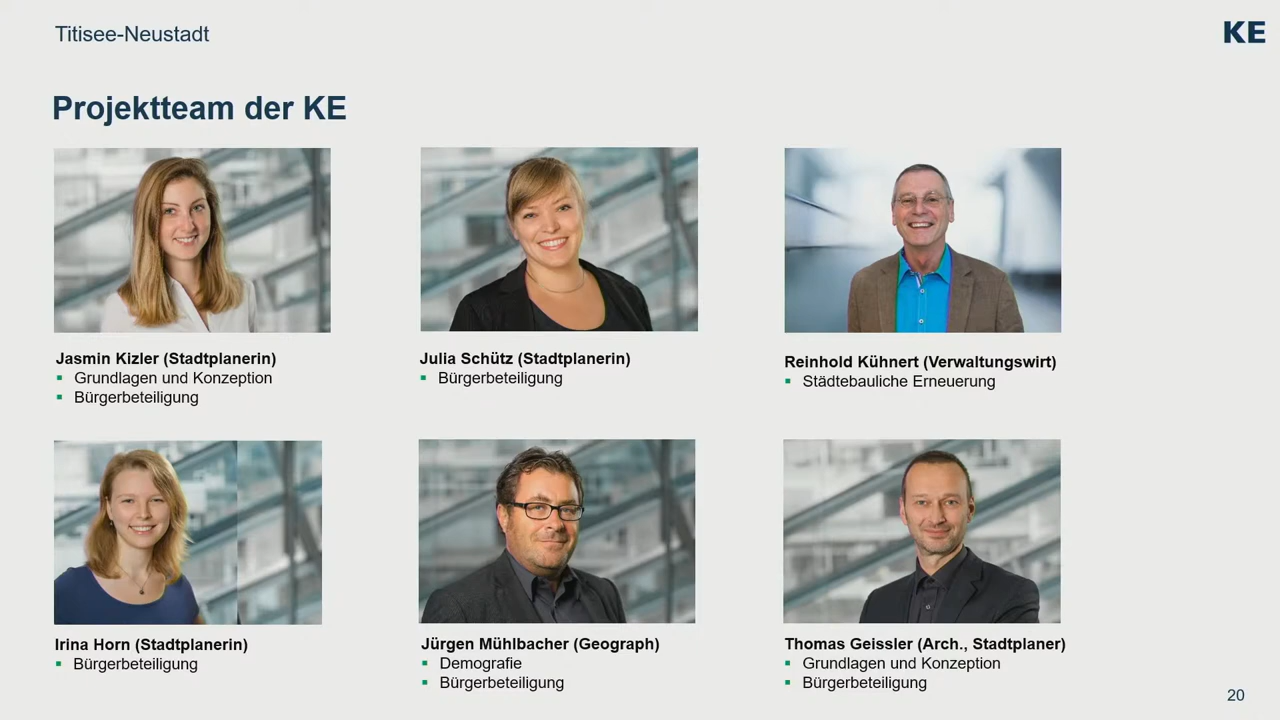 Titisee-Neustadt
KE
Projektteam der KE
Jasmin Kizler (Stadtplanerin)
▪ Grundlagen und Konzeption
▪ Bürgerbeteiligung
Julia Schütz (Stadtplanerin)
▪ Bürgerbeteiligung
Reinhold Kühnert (Verwaltungswirt)
▪ Städtebauliche Erneuerung
Irina Horn (Stadtplanerin)
▪ Bürgerbeteiligung
Jürgen Mühlbacher (Geograph)
▪ Demografie
▪ Bürgerbeteiligung
Thomas Geissler (Arch., Stadtplaner)
▪ Grundlagen und Konzeption
▪ Bürgerbeteiligung
20